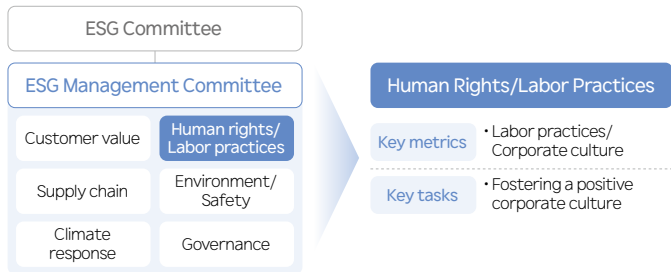 ESG Committee
ESG Management Committee
Customer value
Human rights/
Labor practices
Supply chain
Environment/
Safety
Climate
response
Governance
Human Rights/Labor Practices
Key metrics
• Labor practices/
Corporate culture
Key tasks
• Fostering a positive
corporate culture